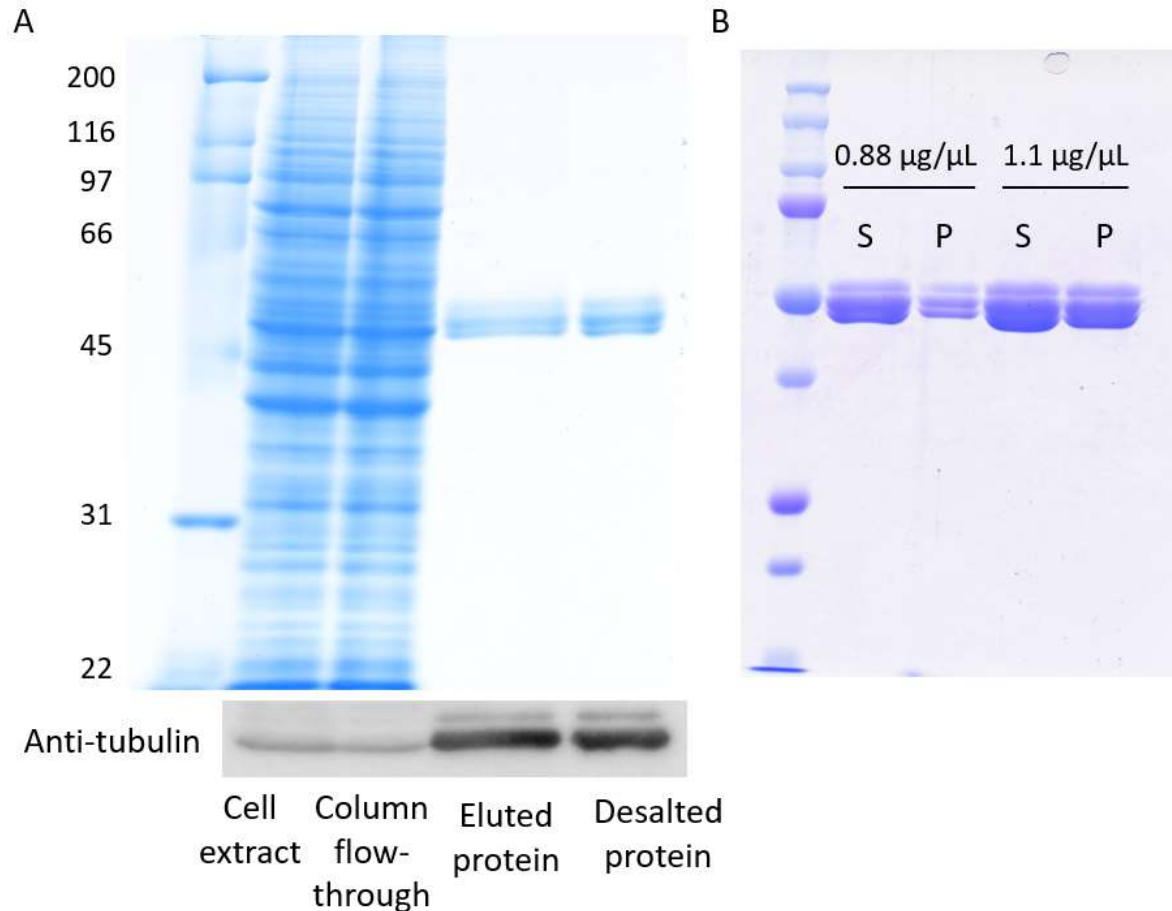 A
B
200
116
97
66
45
31
22
0.88 µg/µL
1.1 µg/µL
S
P
S
P
Anti-tubulin
Cell
extract
Column
flow-
through
Eluted
protein
Desalted
protein